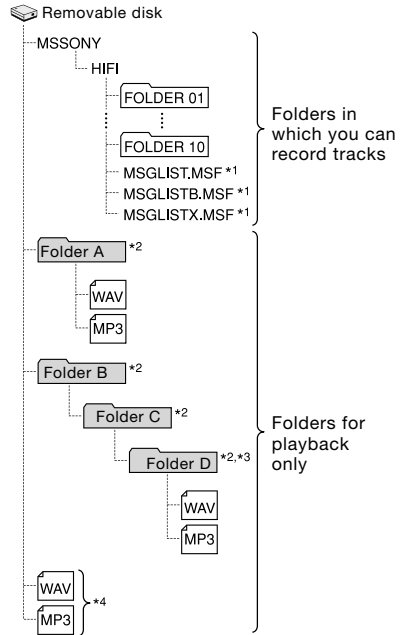 Removable disk
MSSONY
HIFI
FOLDER 01
FOLDER 10
MSGLIST.MSF *1
MSGLISTB.MSF *1
MSGLISTX.MSF *1
Folders in
which you can
record tracks
Folder A *2
WAV
MP3
Folder B *2
Folder C *2
Folder D *2,*3
WAV
MP3
Folders for
playback
only
WAV
MP3
*4